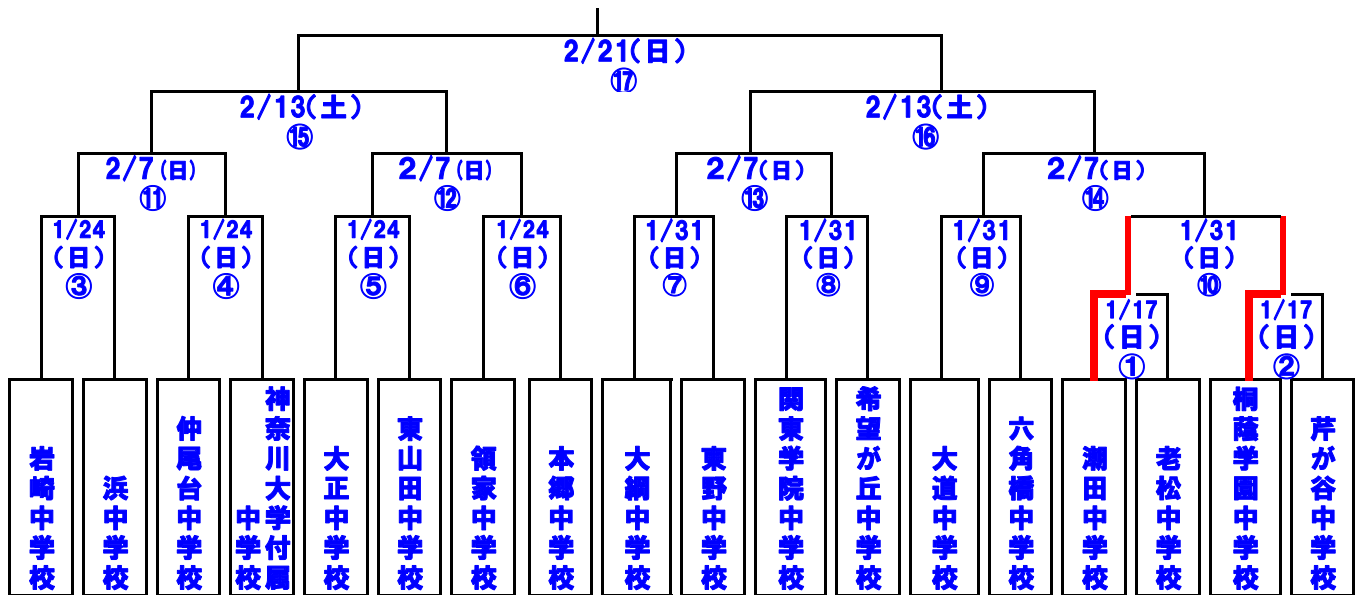 2/21(日)
⑰
2/13(土)
⑮
2/13(土)
⑯
2/7(日)
⑪
2/7(日)
⑫
2/7(日)
⑬
2/7(日)
⑭
1/24
(日)
③
1/24
(日)
④
1/24
(日)
⑤
1/24
(日)
⑥
1/31
(日)
⑦
1/31
(日)
⑧
1/31
(日)
⑨
1/31
(日)
⑩
1/17
(日)
①
1/17
(日)
②
岩崎中学校
浜中学校
仲尾台中学校
神奈川大学付属
中学校
大正中学校
東山田中学校
領家中学校
本郷中学校
大綱中学校
東野中学校
関東学院中学校
希望が丘中学校
大道中学校
六角橋中学校
潮田中学校
老松中学校
桐蔭学園中学校
芹が谷中学校